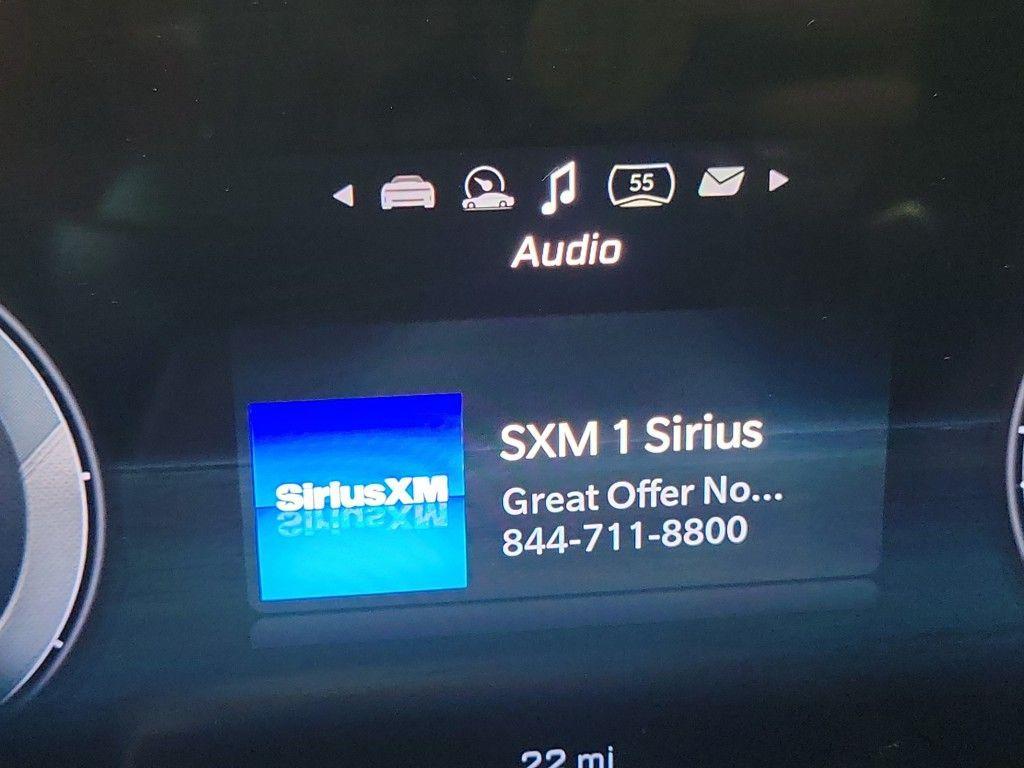 55
Audio
SiriusXM
SXM 1 Sirius
Great Offer No...
844-711-8800
22 mi